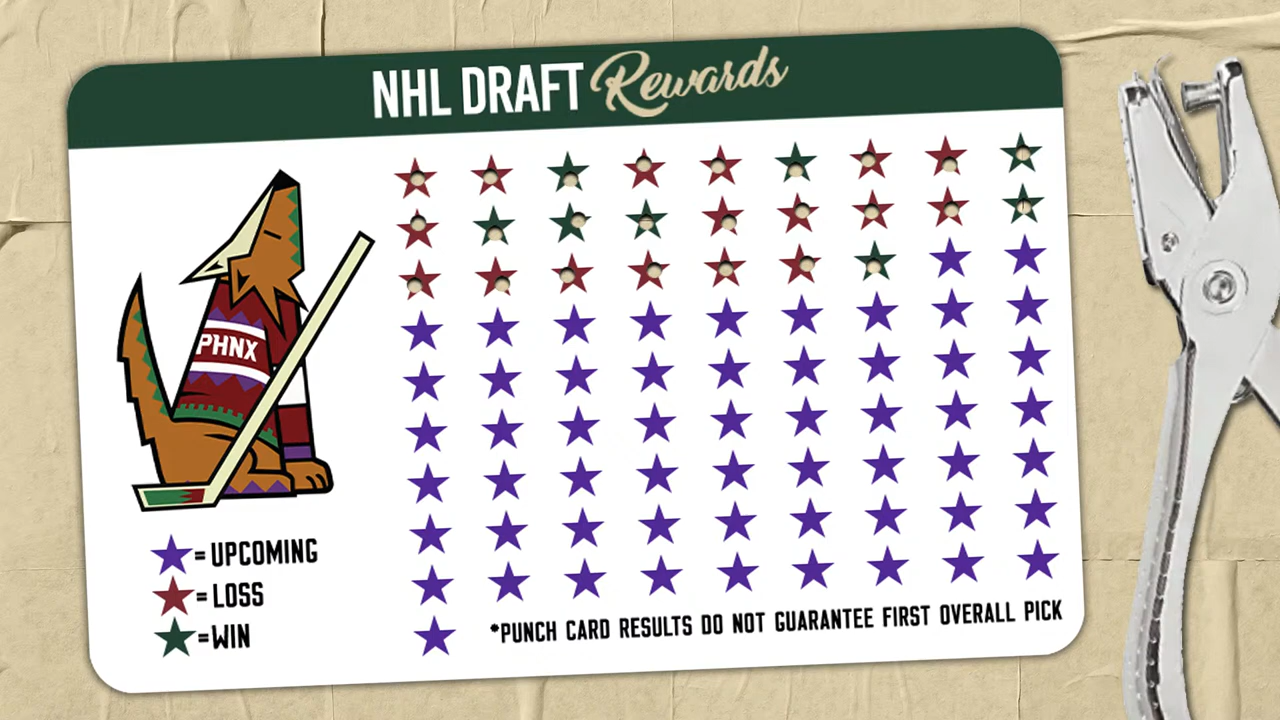 NHL DRAFT Rewards
PHNX
= UPCOMING
= LOSS
= WIN
*PUNCH CARD RESULTS DO NOT GUARANTEE FIRST OVERALL PICK